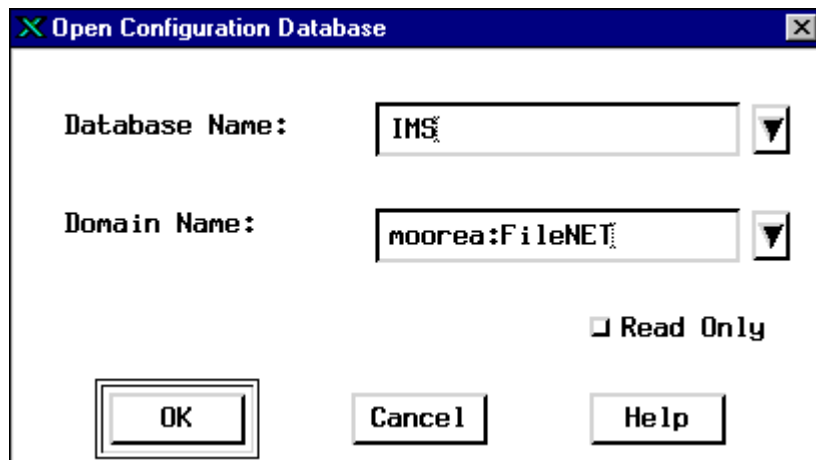 Open Configuration Database
Database Name: IMS
Domain Name: moorea:FileNET
Read Only
OK Cancel Help